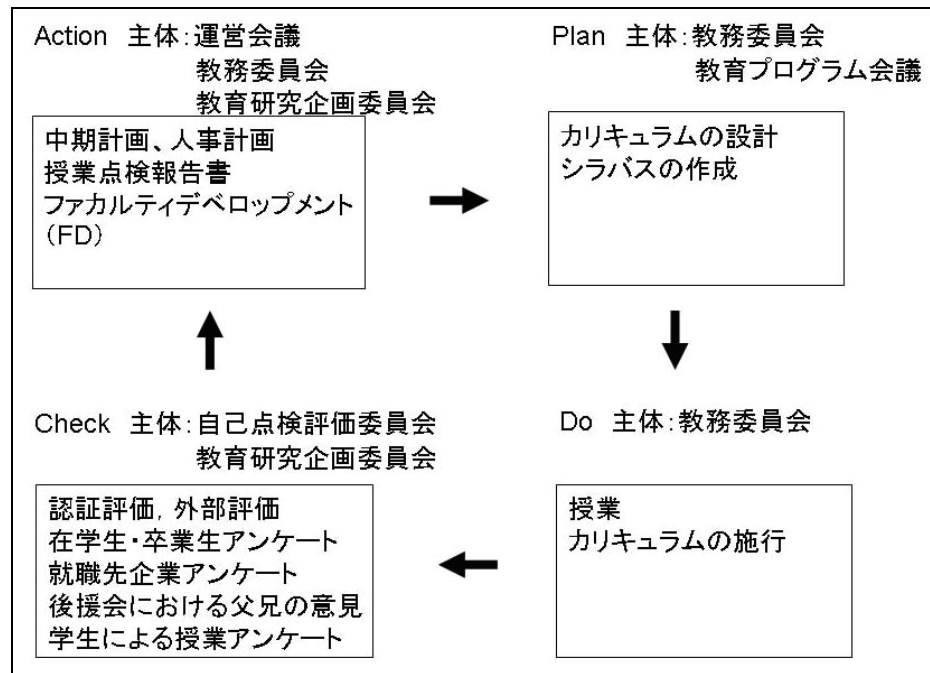 Action 主体：運営会議
教務委員会
教育研究企画委員会
中期計画、人事計画
授業点検報告書
ファカルティデベロップメント
（FD）
Plan 主体：教務委員会
教育プログラム会議
カリキュラムの設計
シラバスの作成
Check 主体：自己点検評価委員会
教育研究企画委員会
認証評価，外部評価
在学生・卒業生アンケート
就職先企業アンケート
後援会における父兄の意見
学生による授業アンケート
Do 主体：教務委員会
授業
カリキュラムの施行